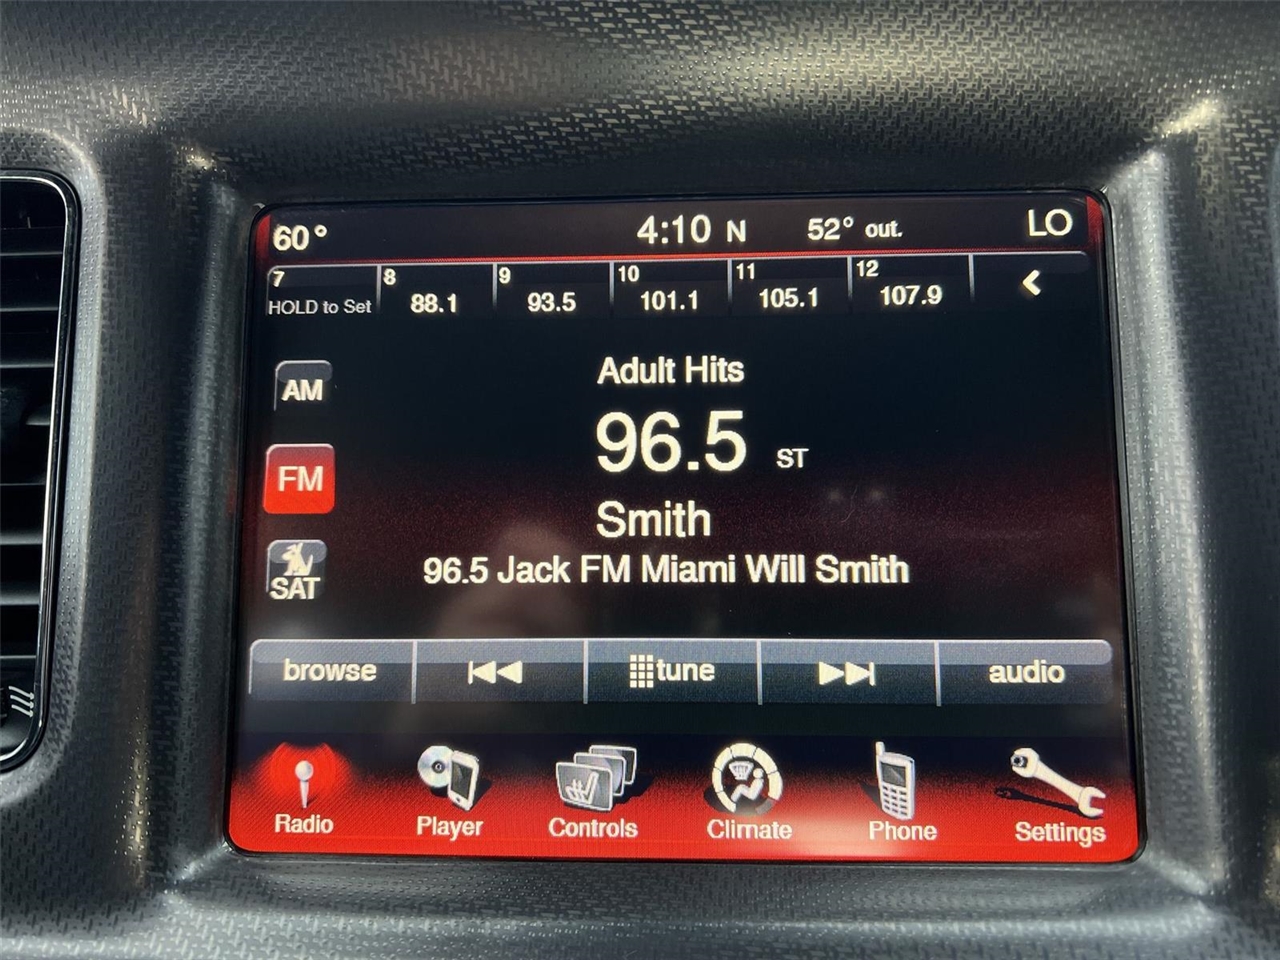 60° 4:10 N 52° out. LO
7 8 9 10 11 12
HOLD to Set 88.1 93.5 101.1 105.1 107.9
Adult Hits
AM
96.5 ST
FM
Smith
96.5 Jack FM Miami Will Smith
SAT
browse tune audio
Radio Player Controls Climate Phone Settings